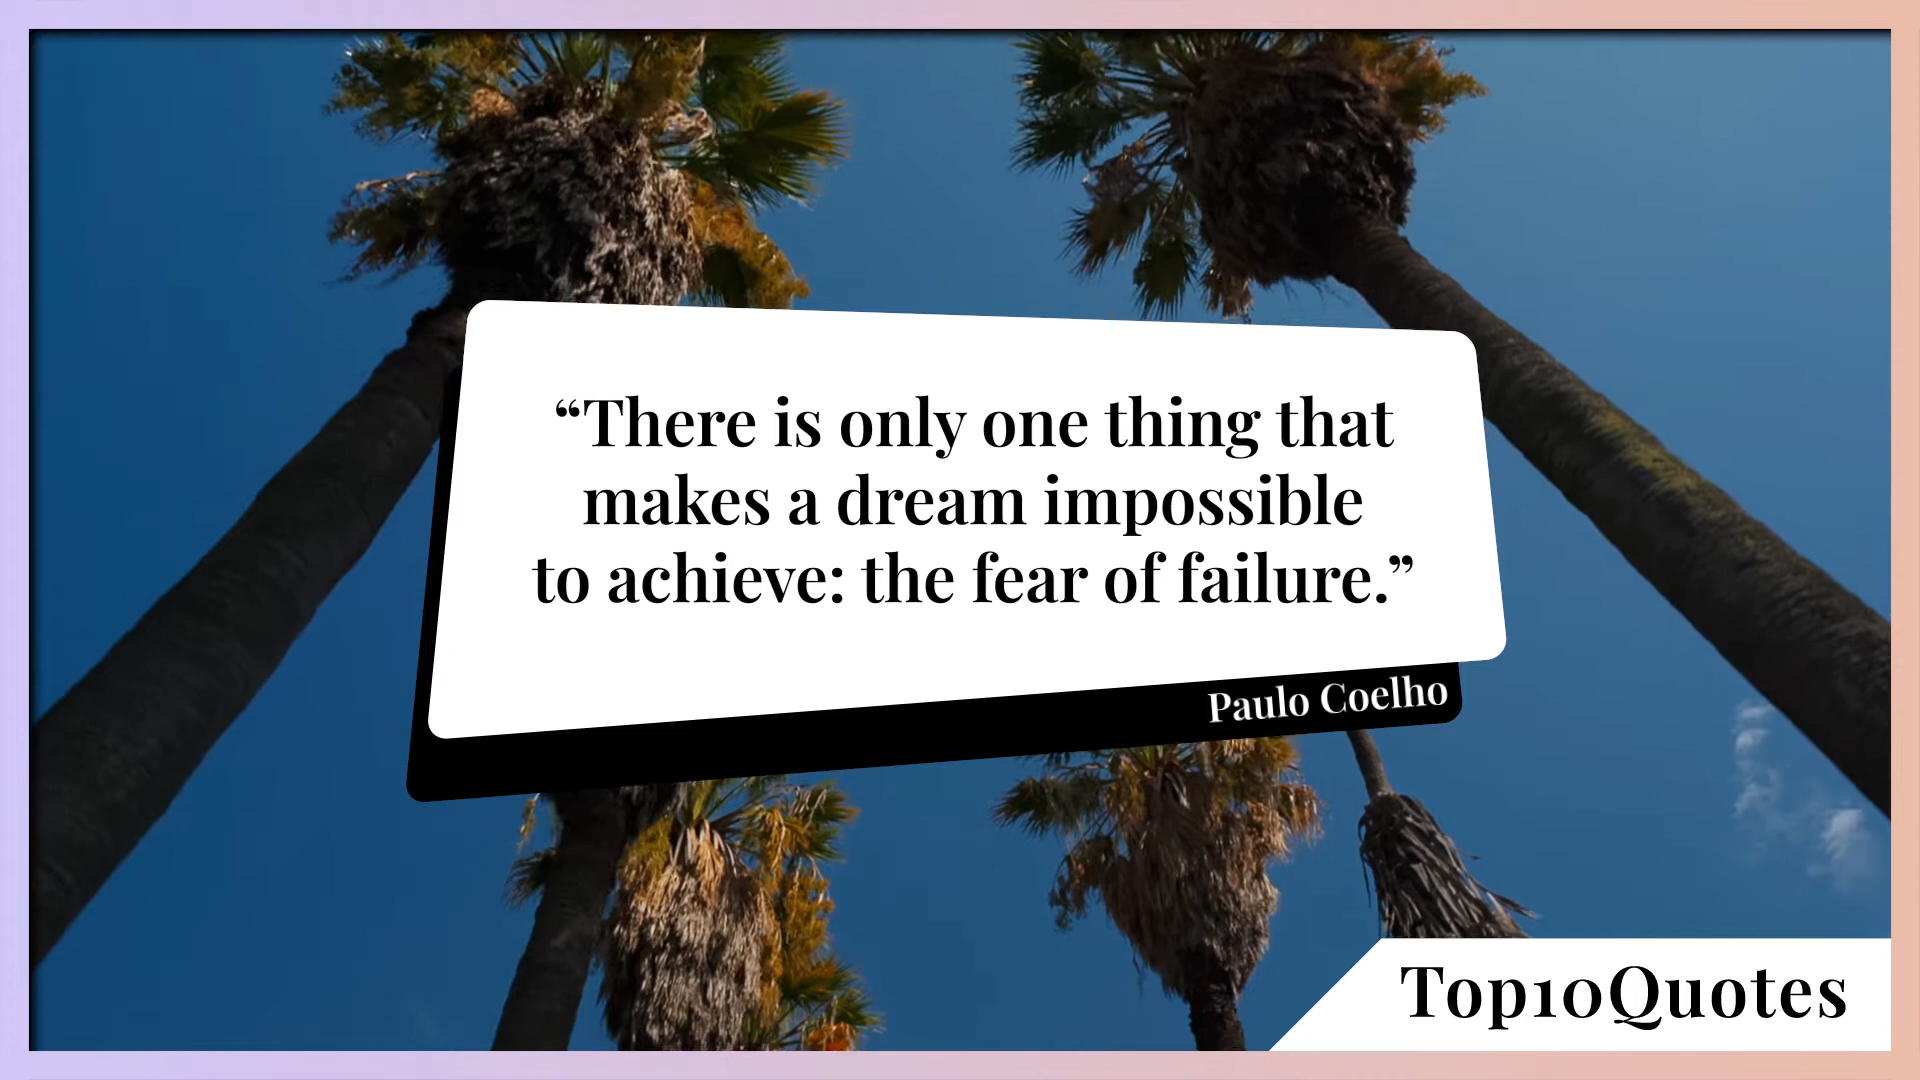 “There is only one thing that
makes a dream impossible
to achieve: the fear of failure.”
Paulo Coelho
Top10Quotes